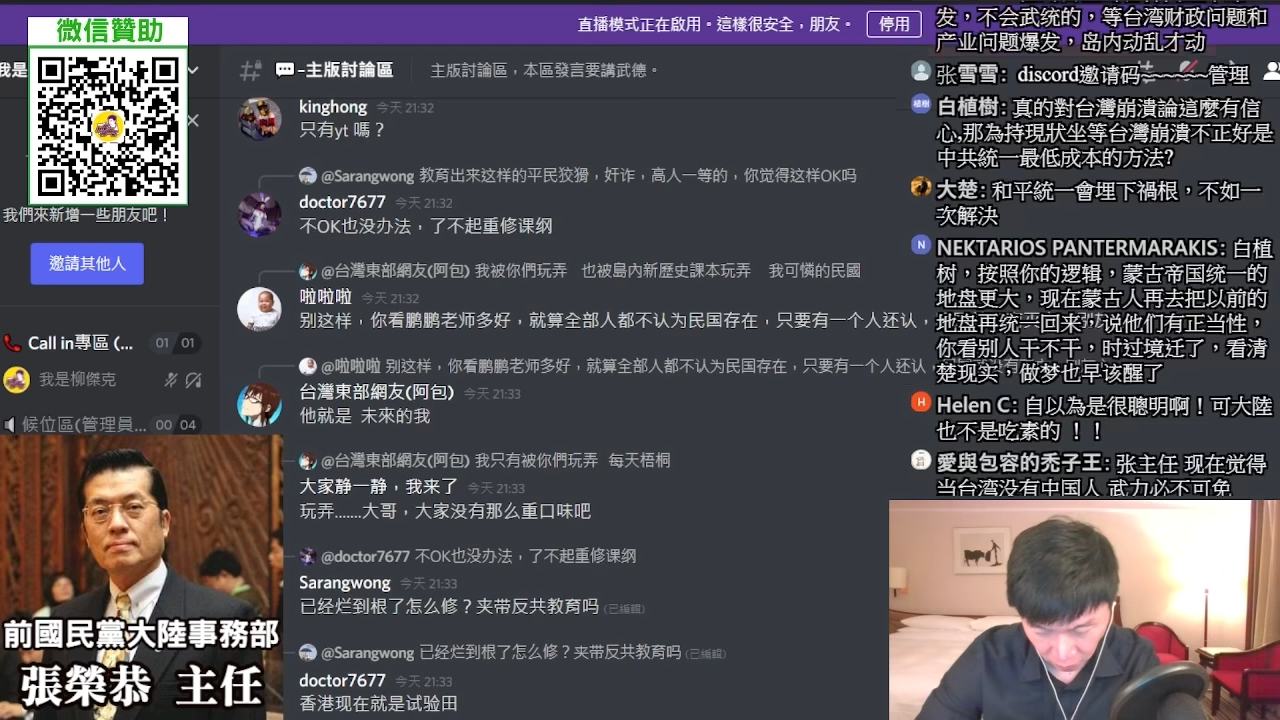 微信贊助
我是
我們來新增一些朋友吧！
邀請其他人
Call in專區 (...
01 01
我是柳傑克
候位區(管理員...
00 04
前國民黨大陸事務部
張榮恭 主任
直播模式正在啟用。這樣很安全，朋友。
停用
-主版討論區
主版討論區，本區發言要講武德。
kinghong 今天 21:32
只有yt 嗎？
@Sarangwong 教育出来这样的平民狡猾，奸诈，高人一等的，你觉得这样OK吗
doctor7677 今天 21:32
不OK也没办法，了不起重修课纲
@台灣東部網友(阿包) 我被你們玩弄 也被島內新歷史課本玩弄 我可憐的民國
啦啦啦 今天 21:32
别这样，你看鹏鹏老师多好，就算全部人都不认为民国存在，只要有一个人还认，
@啦啦啦 别这样，你看鹏鹏老师多好，就算全部人都不认为民国存在，只要有一个人还认，
台灣東部網友(阿包) 今天 21:33
他就是 未來的我
@台灣東部網友(阿包) 我只有被你們玩弄 每天梧桐
大家静一静，我来了 今天 21:33
玩弄.......大哥，大家没有那么重口味吧
@doctor7677 不OK也没办法，了不起重修课纲
Sarangwong 今天 21:33
已经烂到根了怎么修？夹带反共教育吗 (已編輯)
@Sarangwong 已经烂到根了怎么修？夹带反共教育吗 (已編輯)
doctor7677 今天 21:33
香港现在就是试验田
发，不会武统的，等台湾财政问题和
产业问题爆发，岛内动乱才动
张雪雪: discord邀请码~~~~~~管理
白植樹: 真的對台灣崩潰論這麼有信
心,那為持現狀坐等台灣崩潰不正好是
中共統一最低成本的方法?
大楚: 和平統一會埋下禍根，不如一
次解決
NEKTARIOS PANTERMARAKIS: 白植
树，按照你的逻辑，蒙古帝国统一的
地盘更大，现在蒙古人再去把以前的
地盘再统一回来，说他们有正当性，
你看别人干不干，时过境迁了，看清
楚现实，做梦也早该醒了
Helen C: 自以為是很聰明啊！可大陸
也不是吃素的 ！！
愛與包容的禿子王: 张主任 现在觉得
当台湾没有中国人 武力必不可免